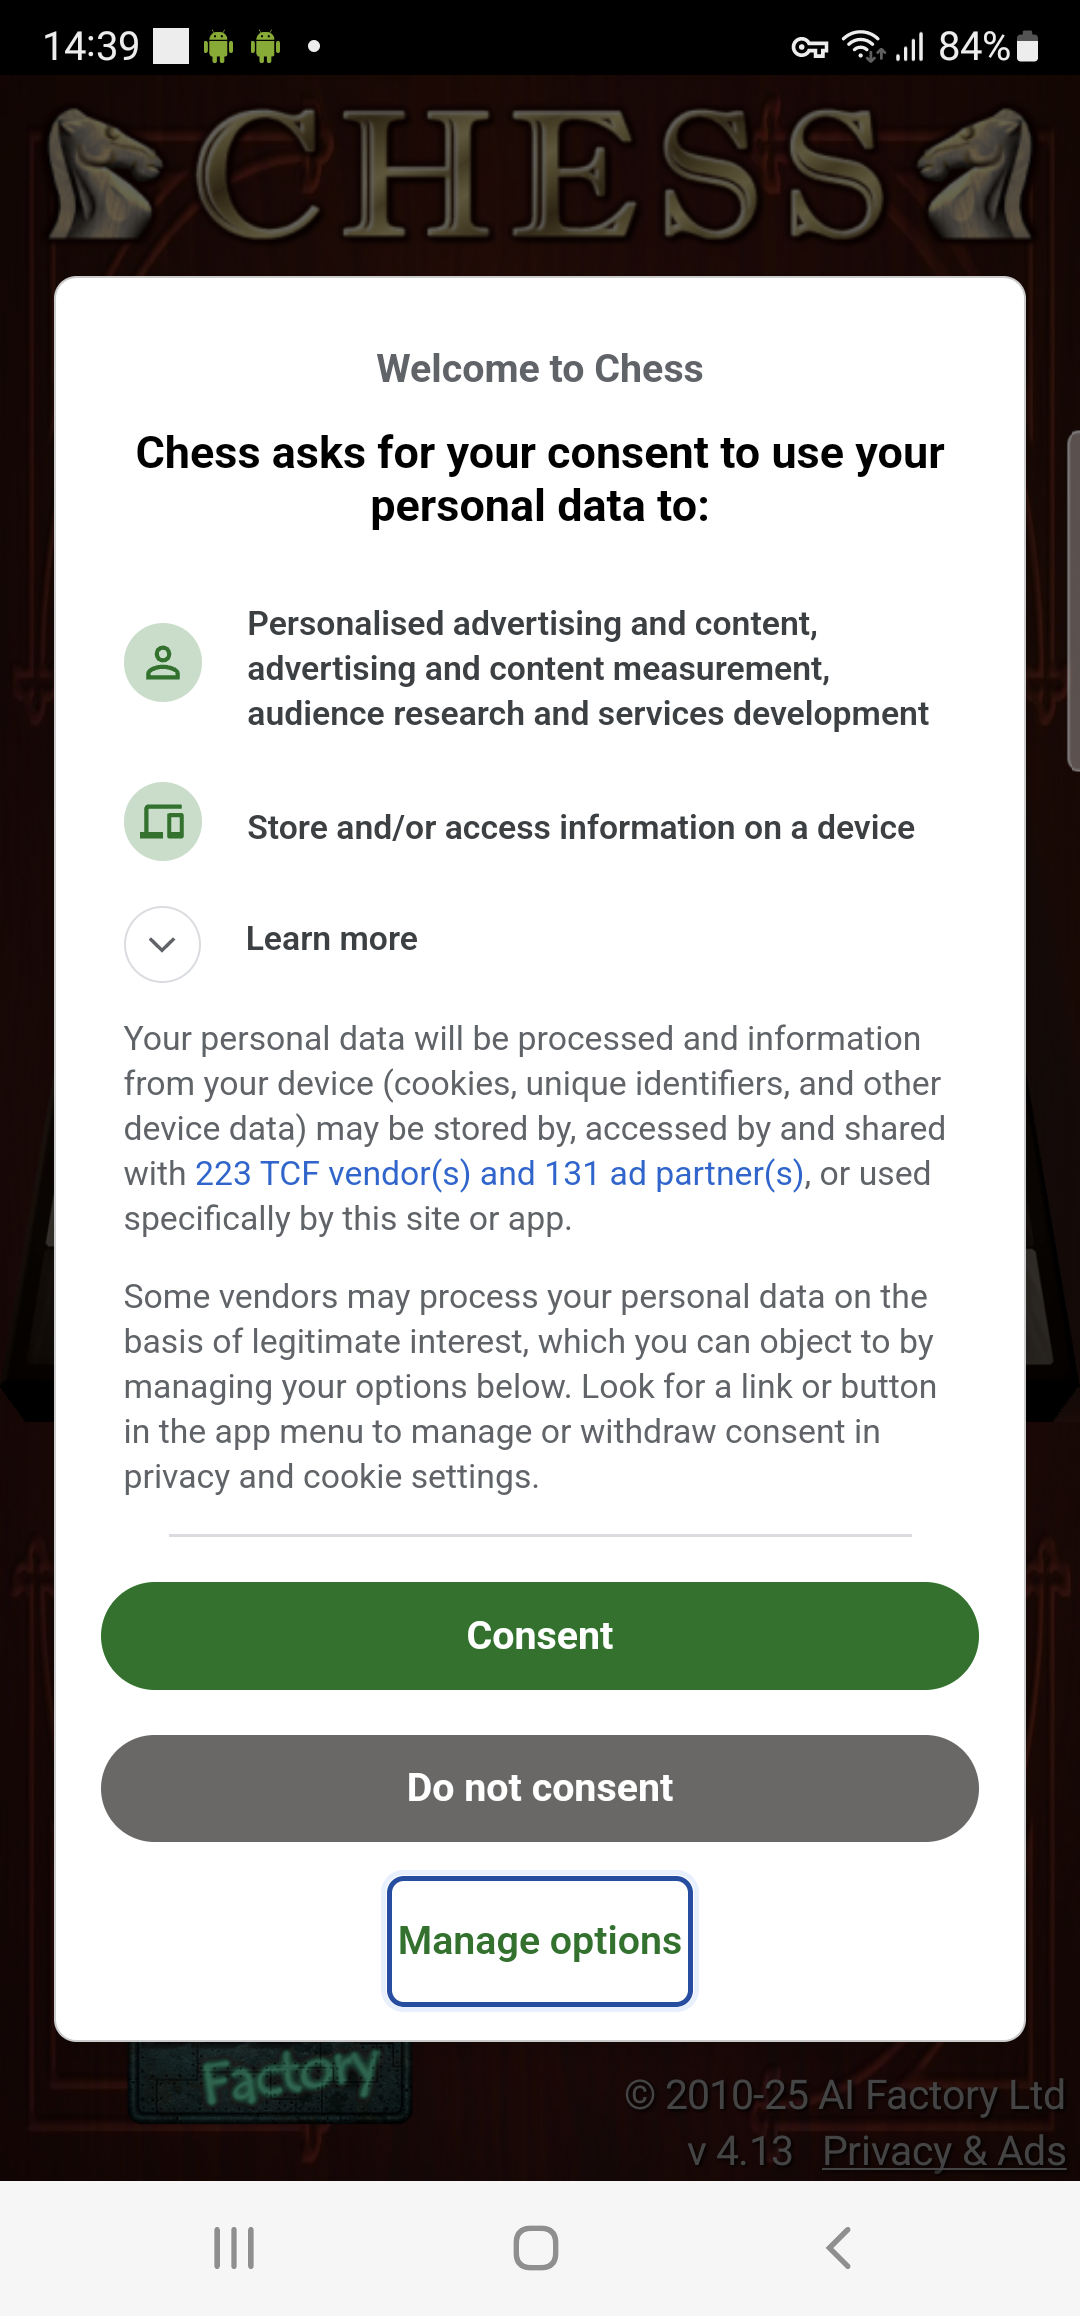 14:39
84%
CHESS
Welcome to Chess
Chess asks for your consent to use your
personal data to:
Personalised advertising and content,
advertising and content measurement,
audience research and services development
Store and/or access information on a device
Learn more
Your personal data will be processed and information
from your device (cookies, unique identifiers, and other
device data) may be stored by, accessed by and shared
with 223 TCF vendor(s) and 131 ad partner(s), or used
specifically by this site or app.
Some vendors may process your personal data on the
basis of legitimate interest, which you can object to by
managing your options below. Look for a link or button
in the app menu to manage or withdraw consent in
privacy and cookie settings.
Consent
Do not consent
Manage options
Factory
© 2010-25 AI Factory Ltd
v 4.13 Privacy & Ads